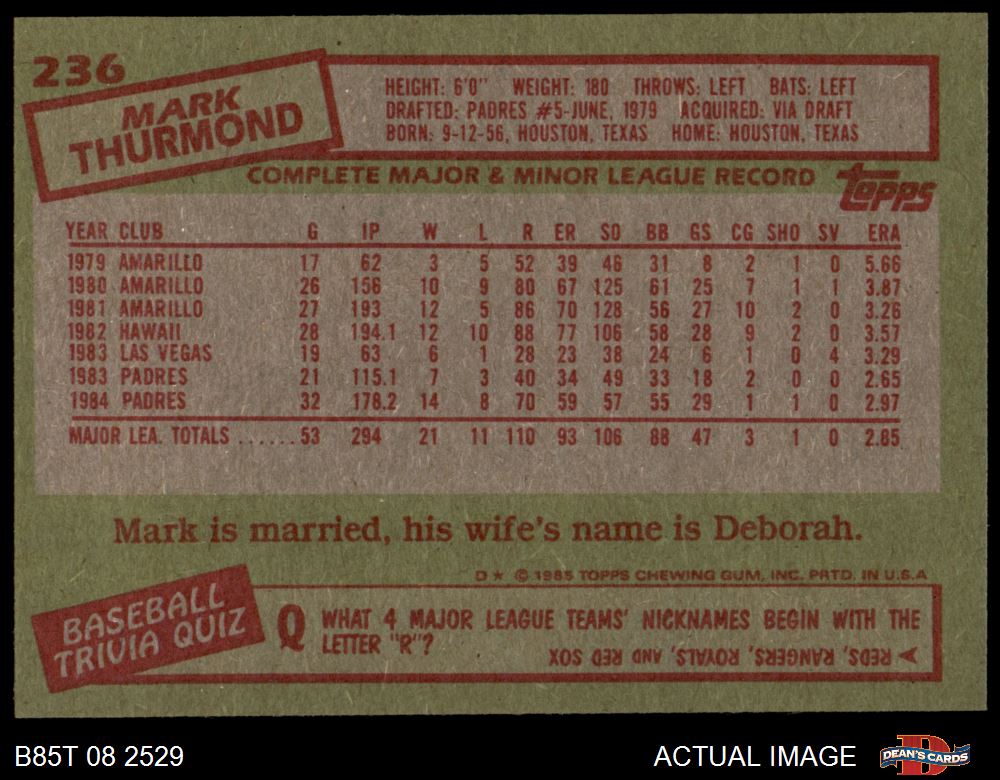 236
MARK
THURMOND
HEIGHT: 6'0" WEIGHT: 180 THROWS: LEFT BATS: LEFT
DRAFTED: PADRES #5-JUNE, 1979 ACQUIRED: VIA DRAFT
BORN: 9-12-56, HOUSTON, TEXAS HOME: HOUSTON, TEXAS
COMPLETE MAJOR & MINOR LEAGUE RECORD
topps
YEAR CLUB G IP W L R ER SO BB GS CG SHO SV ERA
1979 AMARILLO 17 62 3 5 52 39 46 31 8 2 1 0 5.66
1980 AMARILLO 26 156 10 9 80 67 125 61 25 7 1 1 3.87
1981 AMARILLO 27 193 12 5 86 70 128 56 27 10 2 0 3.26
1982 HAWAII 28 194.1 12 10 88 77 106 58 28 9 2 0 3.57
1983 LAS VEGAS 19 63 6 1 28 23 38 24 6 1 0 4 3.29
1983 PADRES 21 115.1 7 3 40 34 49 33 18 2 0 0 2.65
1984 PADRES 32 178.2 14 8 70 59 57 55 29 1 1 0 2.97
MAJOR LEA. TOTALS ......53 294 21 11 110 93 106 88 47 3 1 0 2.85
Mark is married, his wife's name is Deborah.
D★ © 1985 TOPPS CHEWING GUM, INC. PRTD. IN U.S.A
BASEBALL
TRIVIA QUIZ
Q WHAT 4 MAJOR LEAGUE TEAMS' NICKNAMES BEGIN WITH THE
LETTER "R"?
A REDS, RANGERS, ROYALS, AND RED SOX
B85T 08 2529
ACTUAL IMAGE
DEAN'S CARDS